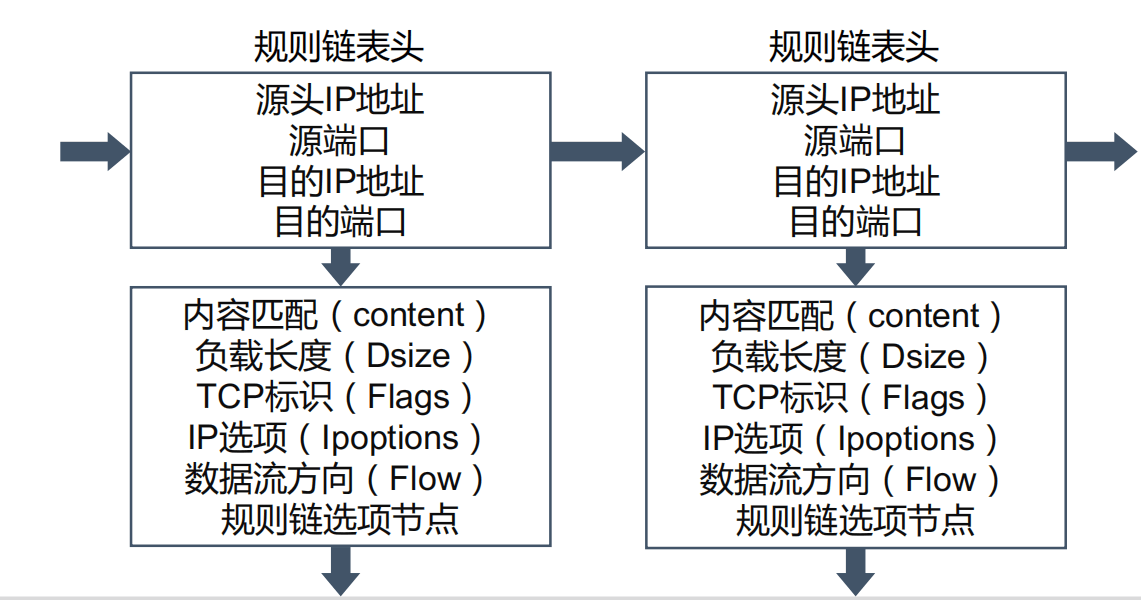 规则链表头
源头IP地址
源端口
目的IP地址
目的端口
内容匹配（content）
负载长度（Dsize）
TCP标识（Flags）
IP选项（Ipoptions）
数据流方向（Flow）
规则链选项节点
规则链表头
源头IP地址
源端口
目的IP地址
目的端口
内容匹配（content）
负载长度（Dsize）
TCP标识（Flags）
IP选项（Ipoptions）
数据流方向（Flow）
规则链选项节点